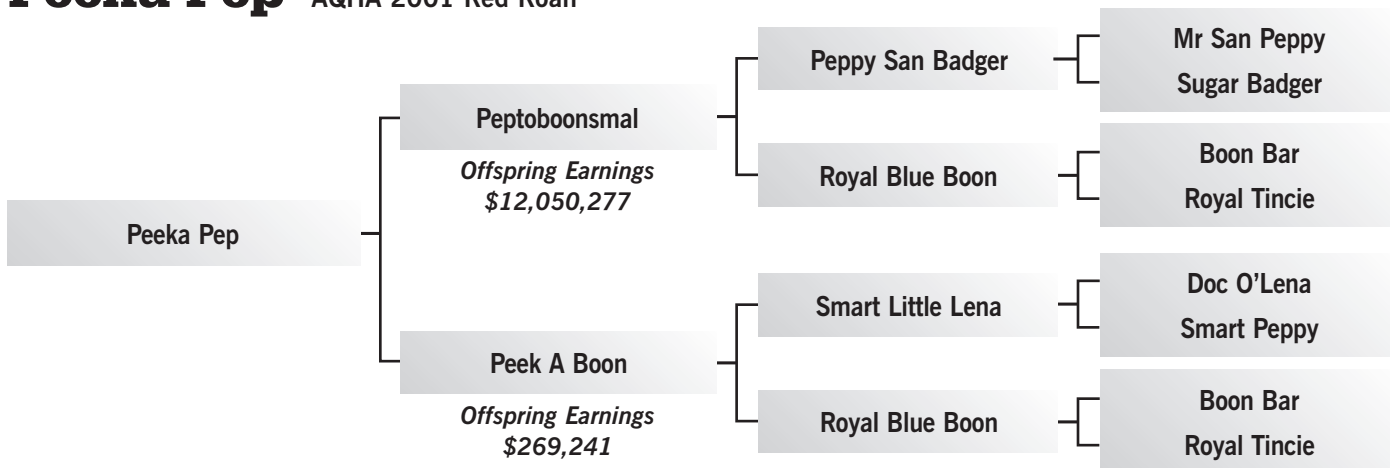 Peeka Pep AQHA 2001 Red Roan
Peeka Pep
Peptoboonsmal
Offspring Earnings
$12,050,277
Peek A Boon
Offspring Earnings
$269,241
Peppy San Badger
Royal Blue Boon
Smart Little Lena
Royal Blue Boon
Mr San Peppy
Sugar Badger
Boon Bar
Royal Tincie
Doc O'Lena
Smart Peppy
Boon Bar
Royal Tincie